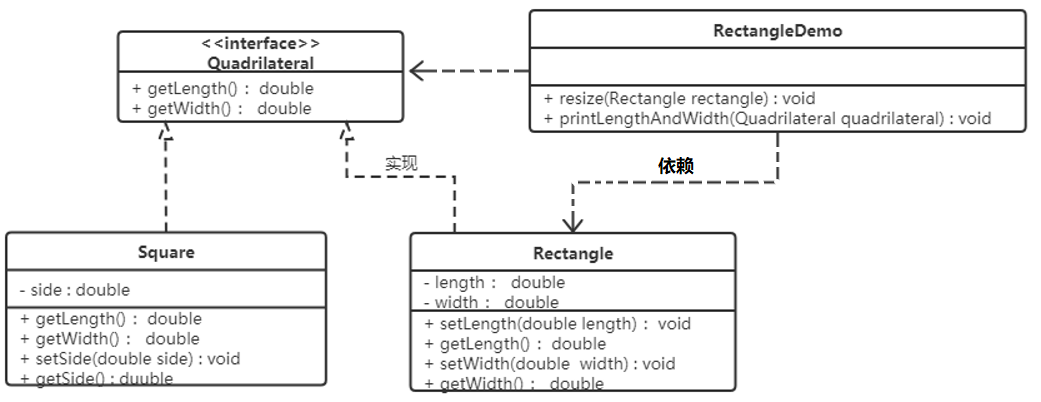 <<interface>>
Quadrilateral
+ getLength() : double
+ getWidth() : double
RectangleDemo
+ resize(Rectangle rectangle) : void
+ printLengthAndWidth(Quadrilateral quadrilateral) : void
实现
依赖
Square
- side : double
+ getLength() : double
+ getWidth() : double
+ setSide(double side) : void
+ getSide() : duuble
Rectangle
- length : double
- width : double
+ setLength(double length) : void
+ getLength() : double
+ setWidth(double width) : void
+ getWidth() : double